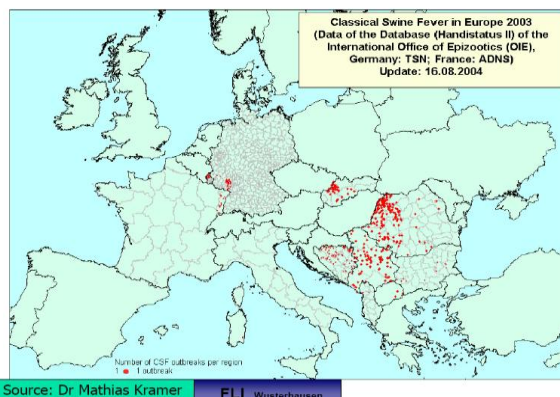 Classical Swine Fever in Europe 2003
(Data of the Database (Handistatus II) of the
International Office of Epizootics (OIE),
Germany: TSN; France: ADNS)
Update: 16.08.2004
Number of CSF outbreaks per region
1 1 outbreak
Source: Dr Mathias Kramer
Wusterhausen